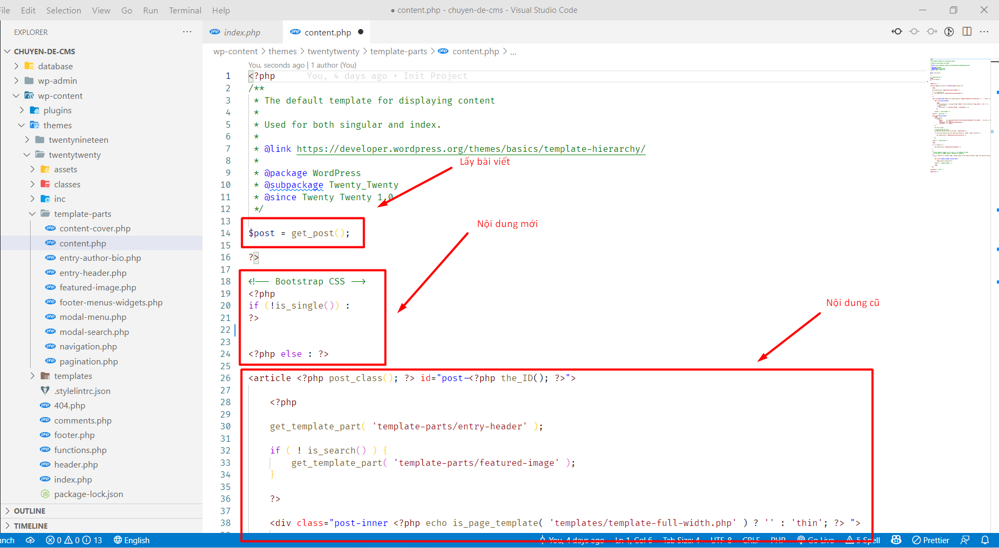 File Edit Selection View Go Run Terminal Help
● content.php - chuyen-de-cms - Visual Studio Code
EXPLORER
CHUYEN-DE-CMS
database
wp-admin
wp-content
plugins
themes
twentynineteen
twentytwenty
assets
classes
inc
template-parts
content-cover.php
content.php
entry-author-bio.php
entry-header.php
featured-image.php
footer-menus-widgets.php
modal-menu.php
modal-search.php
navigation.php
pagination.php
templates
.stylelintrc.json
404.php
comments.php
footer.php
functions.php
header.php
index.php
package-lock.json
OUTLINE
TIMELINE
index.php
content.php ●
wp-content > themes > twentytwenty > template-parts > content.php > ...
You, seconds ago | 1 author (You)
1 <?php You, 4 days ago • Init Project
2 /**
3 * The default template for displaying content
4 *
5 * Used for both singular and index.
6 *
7 * @link https://developer.wordpress.org/themes/basics/template-hierarchy/
8 *
Lấy bài viết
9 * @package WordPress
10 * @subpackage Twenty_Twenty
11 * @since Twenty Twenty 1.0
12 */
13
Nội dung mới
14 $post = get_post();
15
16 ?>
17
18 <!-- Bootstrap CSS -->
19 <?php
20 if (!is_single()) :
Nội dung cũ
21 ?>
22
23
24 <?php else : ?>
25
26 <article <?php post_class(); ?> id="post-<?php the_ID(); ?>">
27
28 <?php
29
30 get_template_part( 'template-parts/entry-header' );
31
32 if ( ! is_search() ) {
33 get_template_part( 'template-parts/featured-image' );
34 }
35
36 ?>
37
38 <div class="post-inner <?php echo is_page_template( 'templates/template-full-width.php' ) ? '' : 'thin'; ?> ">
0 0 13 English
You, 4 days ago Ln 1, Col 6 Tab Size: 4 UTF-8 CRLF PHP Go Live 5 Spell Prettier